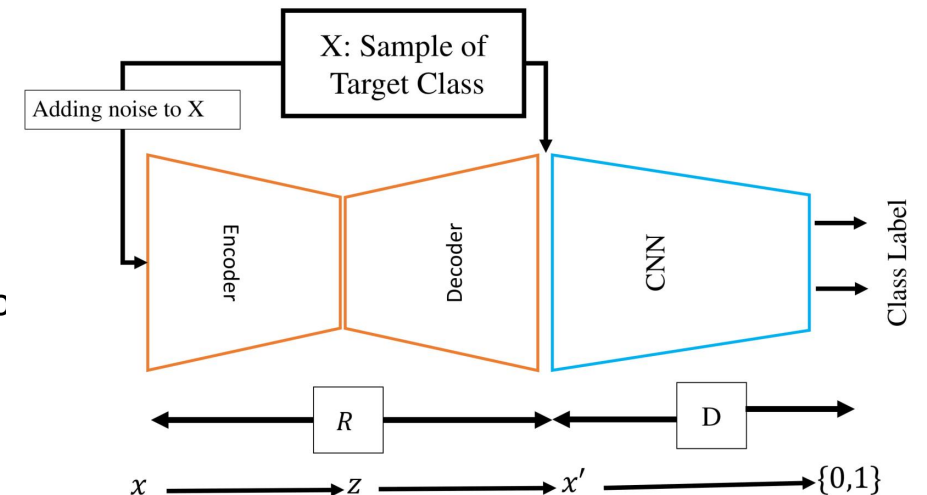 X: Sample of
Target Class
Adding noise to X
Encoder
Decoder
CNN
Class Label
R
D
x
z
x′
{0,1}